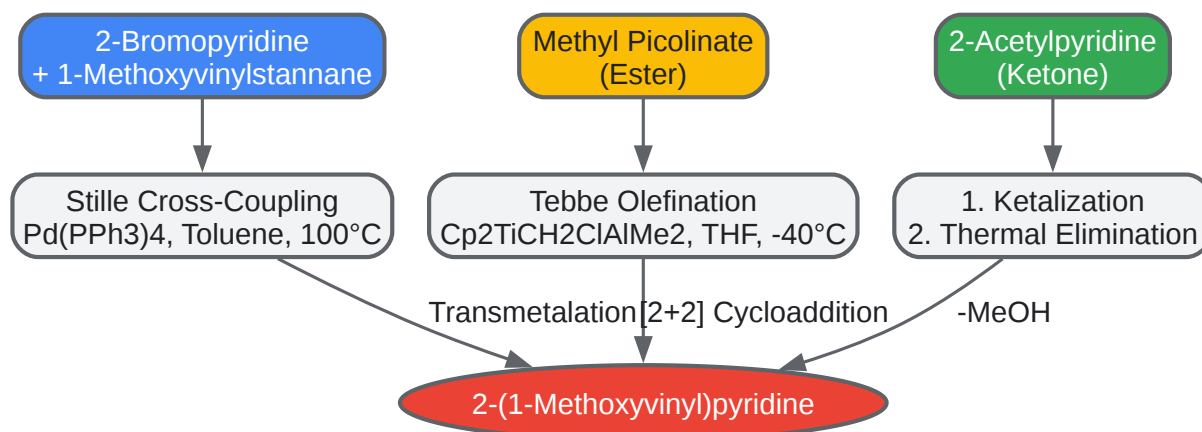 2-Bromopyridine
+ 1-Methoxyvinylstannane
Methyl Picolinate
(Ester)
2-Acetylpyridine
(Ketone)
Stille Cross-Coupling
Pd(PPh3)4, Toluene, 100°C
Tebbe Olefination
Cp2TiCH2ClAlMe2, THF, -40°C
1. Ketalization
2. Thermal Elimination
Transmetalation
[2+2] Cycloaddition
-MeOH
2-(1-Methoxyvinyl)pyridine